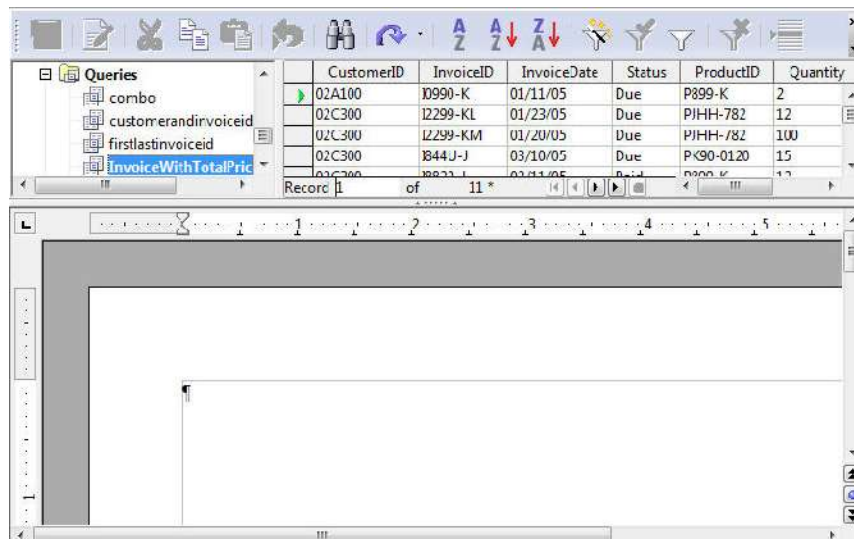 Queries
combo
customerandinvoiceid
firstlastinvoiceid
InvoiceWithTotalPric
CustomerID InvoiceID InvoiceDate Status ProductID Quantity
02A100 I0990-K 01/11/05 Due P899-K 2
02C300 I2299-KL 01/23/05 Due PJHH-782 12
02C300 I2299-KM 01/20/05 Due PJHH-782 100
02C300 I844U-J 03/10/05 Due PK90-0120 15
Record 1 of 11 *
1 2 3 4 5
1